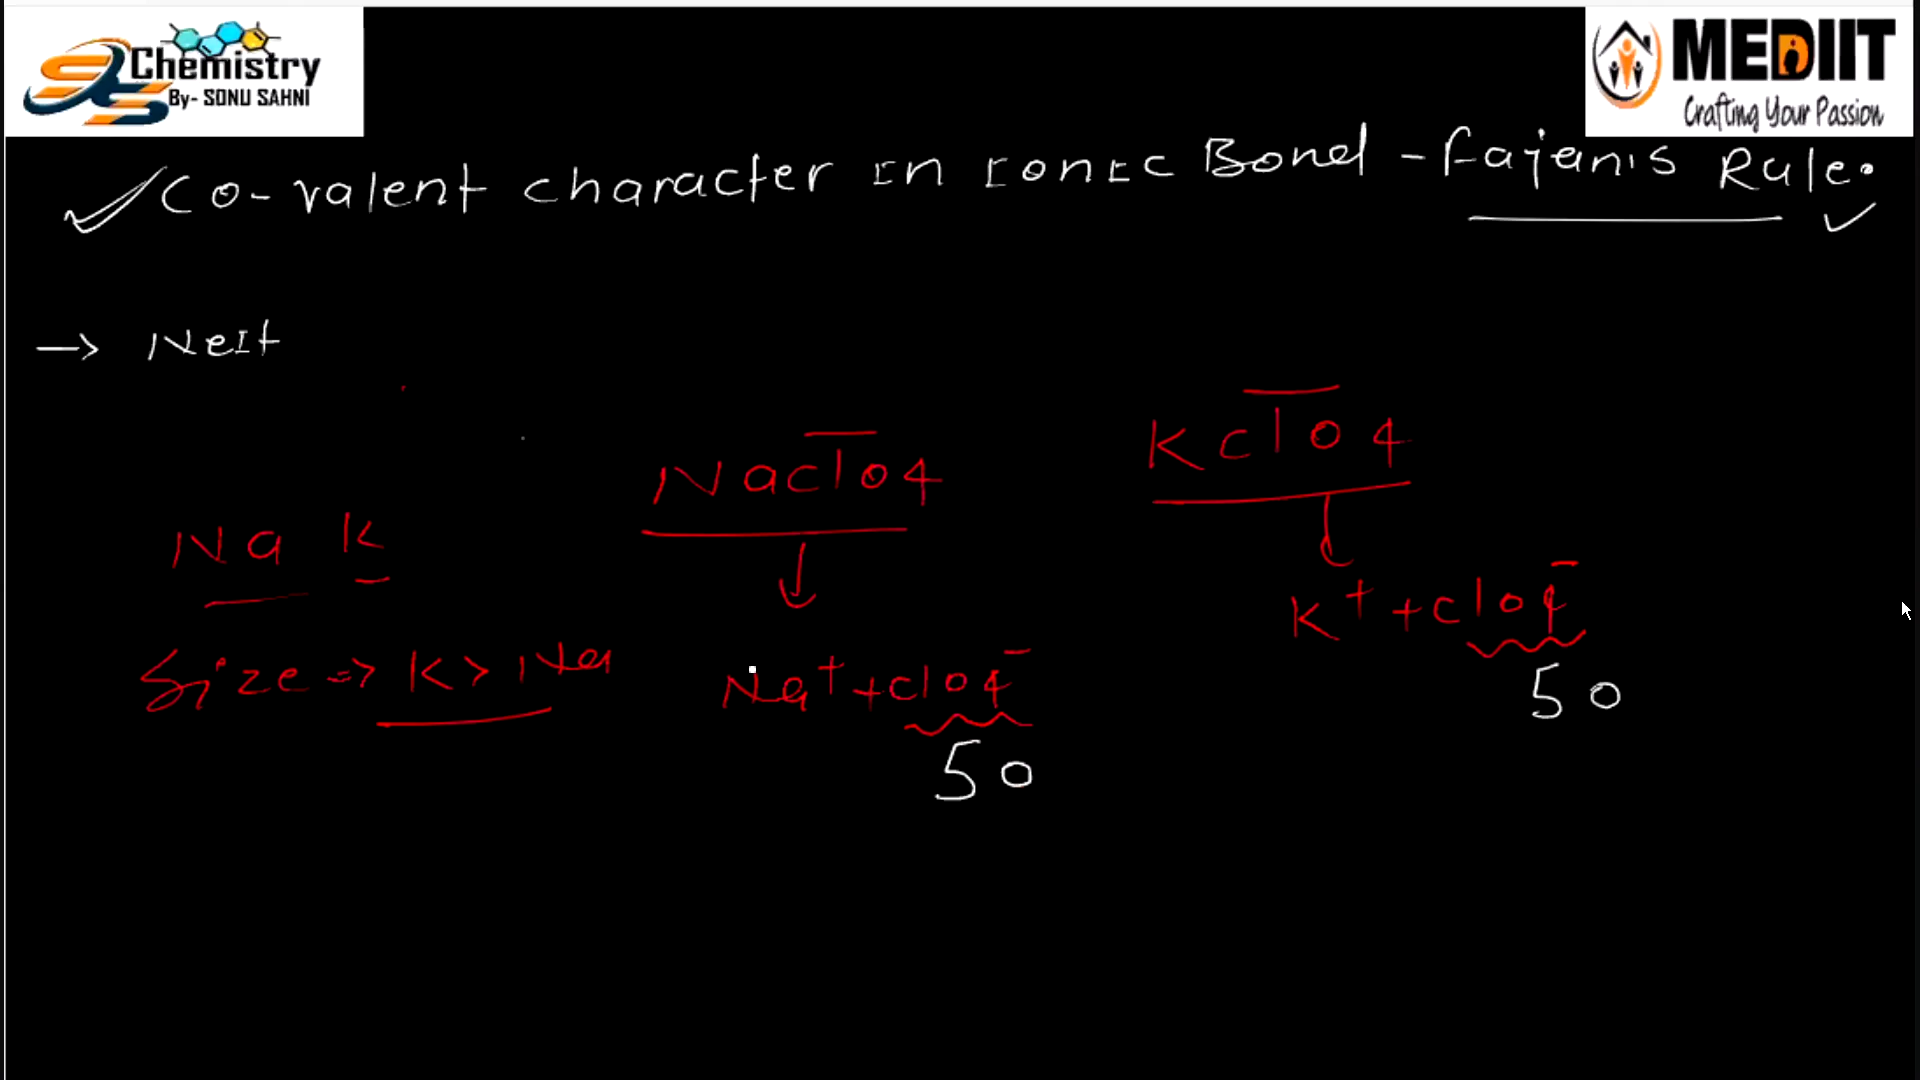 Chemistry
By- SONU SAHNI
MEDIIT
Crafting Your Passion
Co-valent character in Ionic Bond - Fajan's Rule.
→ Neit
NaClO4
KClO4
Na K
K+ + ClO4-
Size => K > Na
Na+ + ClO4-
50
50